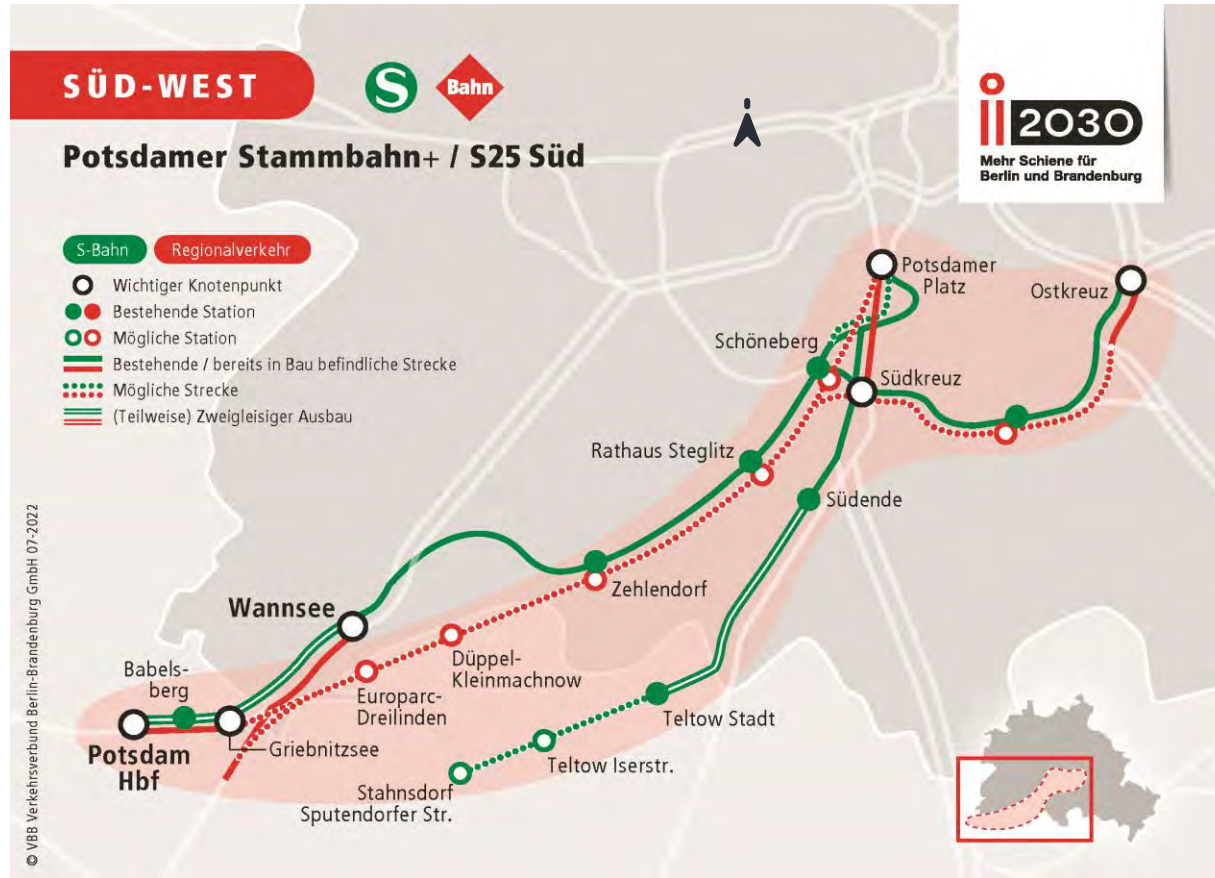 SÜD-WEST
S
Bahn
Potsdamer Stammbahn+ / S25 Süd
i2030
Mehr Schiene für
Berlin und Brandenburg
S-Bahn
Regionalverkehr
Wichtiger Knotenpunkt
Bestehende Station
Mögliche Station
Bestehende / bereits in Bau befindliche Strecke
Mögliche Strecke
(Teilweise) Zweigleisiger Ausbau
Potsdamer
Platz
Ostkreuz
Schöneberg
Südkreuz
Rathaus Steglitz
Südende
Zehlendorf
Wannsee
Düppel-
Kleinmachnow
Babels-
berg
Europarc-
Dreilinden
Teltow Stadt
Griebnitzsee
Potsdam
Hbf
Teltow Iserstr.
Stahnsdorf
Sputendorfer Str.
© VBB Verkehrsverbund Berlin-Brandenburg GmbH 07-2022